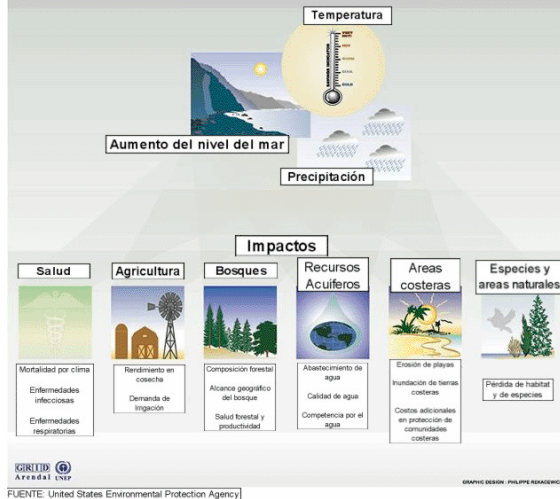 Temperatura
Aumento del nivel del mar
Precipitación
Impactos
Salud
Mortalidad por clima
Enfermedades
infecciosas
Enfermedades
respiratorias
Agricultura
Rendimiento en
cosecha
Demanda de
Irrigación
Bosques
Composición forestal
Alcance geográfico
del bosque
Salud forestal y
productividad
Recursos
Acuíferos
Abastecimiento de
agua
Calidad de agua
Competencia por el
agua
Areas
costeras
Erosión de playas
Inundación de tierras
costeras
Costos adicionales
en protección de
comunidades
costeras
Especies y
areas naturales
Pérdida de habitat
y de especies
GRID
Arendal UNEP
GRAPHIC DESIGN : PHILIPPE REKACEWICZ
FUENTE: United States Environmental Protection Agency